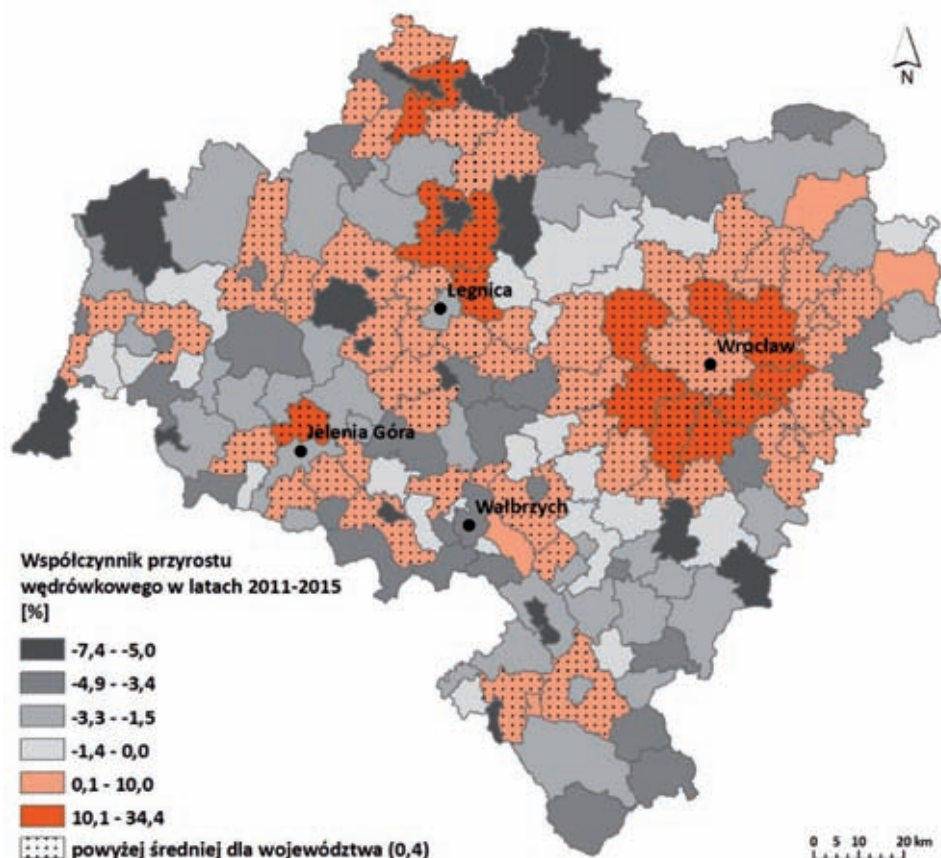 N
Legnica
Wrocław
Jelenia Góra
Wałbrzych
Współczynnik przyrostu
wędrówkowego w latach 2011-2015
[%]
-7,4 - -5,0
-4,9 - -3,4
-3,3 - -1,5
-1,4 - 0,0
0,1 - 10,0
10,1 - 34,4
powyżej średniej dla województwa (0,4)
0 5 10 20 km